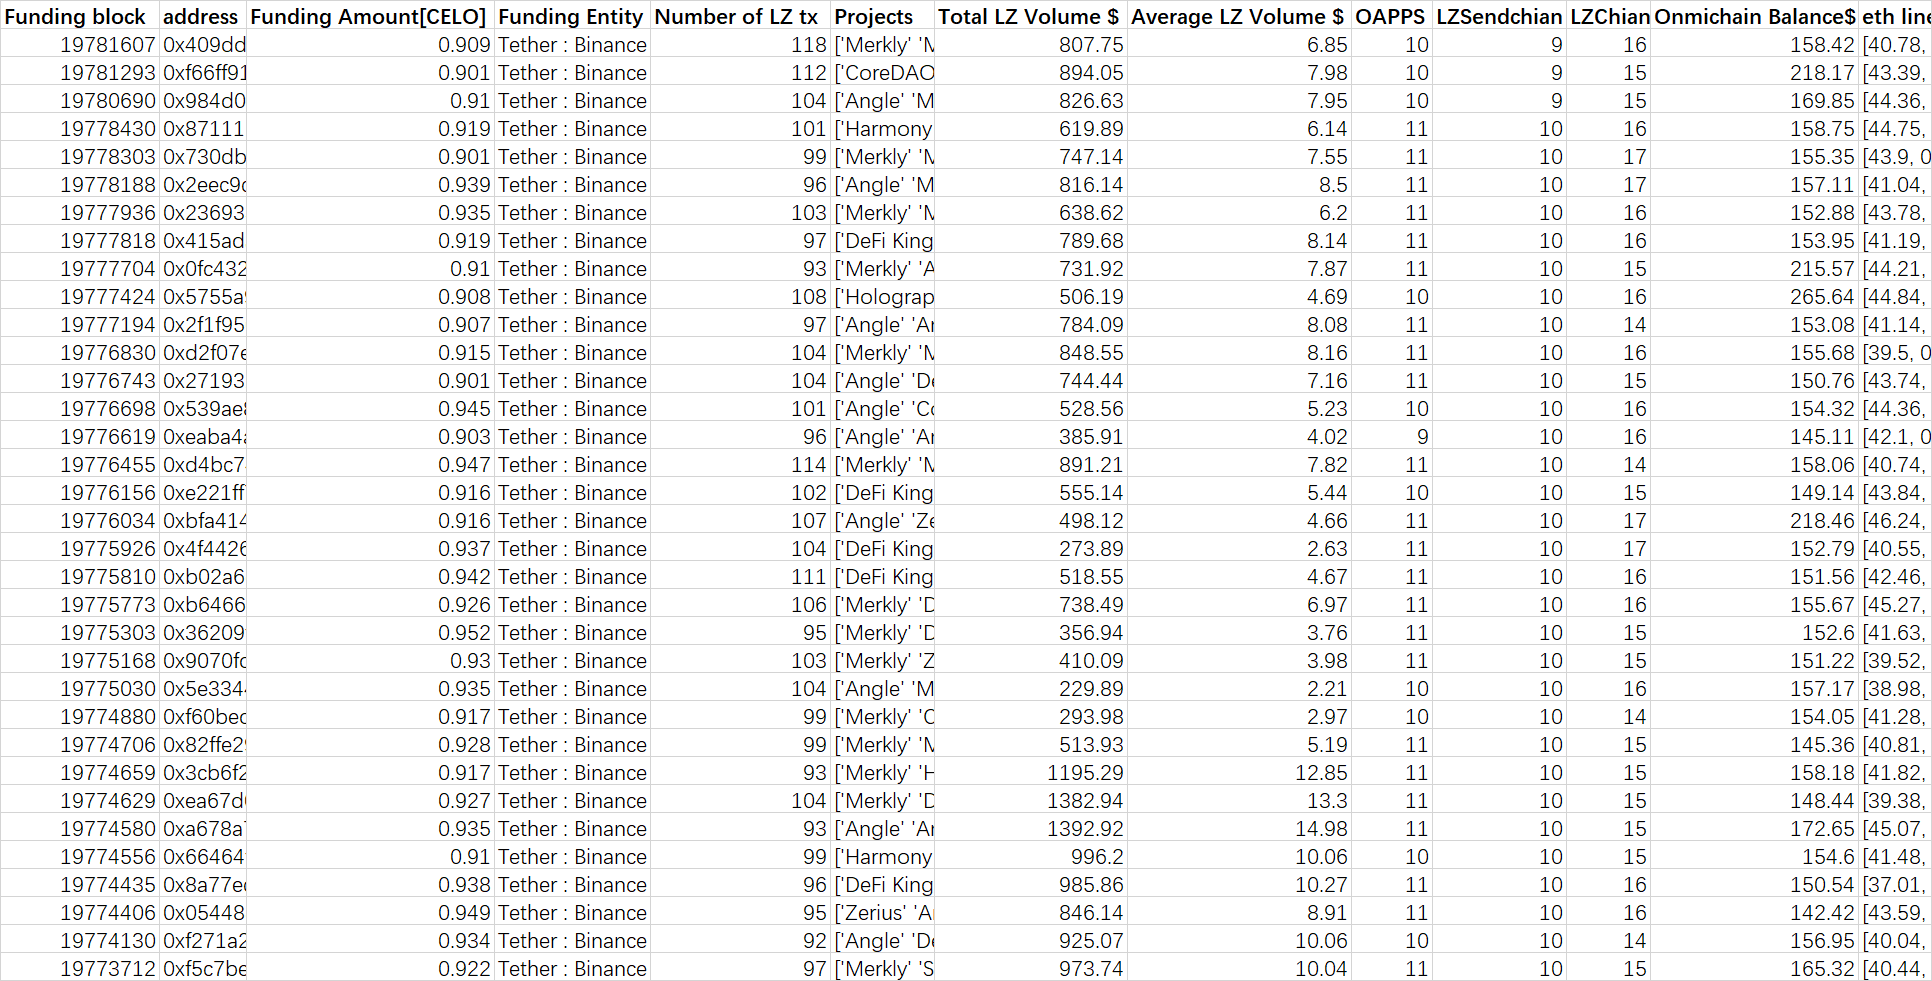 Funding block address Funding Amount[CELO] Funding Entity Number of LZ tx Projects Total LZ Volume $ Average LZ Volume $ OAPPS LZSendchian LZChian Onmichain Balance$ eth line
19781607 0x409dd 0.909 Tether : Binance 118 ['Merkly' 'M 807.75 6.85 10 9 16 158.42 [40.78,
19781293 0xf66ff91 0.901 Tether : Binance 112 ['CoreDAO 894.05 7.98 10 9 15 218.17 [43.39,
19780690 0x984d0 0.91 Tether : Binance 104 ['Angle' 'M 826.63 7.95 10 9 15 169.85 [44.36,
19778430 0x87111 0.919 Tether : Binance 101 ['Harmony 619.89 6.14 11 10 16 158.75 [44.75,
19778303 0x730db 0.901 Tether : Binance 99 ['Merkly' 'M 747.14 7.55 11 10 17 155.35 [43.9, 0
19778188 0x2eec9c 0.939 Tether : Binance 96 ['Angle' 'M 816.14 8.5 11 10 17 157.11 [41.04,
19777936 0x23693 0.935 Tether : Binance 103 ['Merkly' 'M 638.62 6.2 11 10 16 152.88 [43.78,
19777818 0x415ad 0.919 Tether : Binance 97 ['DeFi King 789.68 8.14 11 10 16 153.95 [41.19,
19777704 0x0fc432 0.91 Tether : Binance 93 ['Merkly' 'A 731.92 7.87 11 10 15 215.57 [44.21,
19777424 0x5755a9 0.908 Tether : Binance 108 ['Holograp 506.19 4.69 10 10 16 265.64 [44.84,
19777194 0x2f1f95 0.907 Tether : Binance 97 ['Angle' 'Ar 784.09 8.08 11 10 14 153.08 [41.14,
19776830 0xd2f07e 0.915 Tether : Binance 104 ['Merkly' 'M 848.55 8.16 11 10 16 155.68 [39.5, 0
19776743 0x27193 0.901 Tether : Binance 104 ['Angle' 'De 744.44 7.16 11 10 15 150.76 [43.74,
19776698 0x539ae8 0.945 Tether : Binance 101 ['Angle' 'Co 528.56 5.23 10 10 16 154.32 [44.36,
19776619 0xeaba4a 0.903 Tether : Binance 96 ['Angle' 'Ar 385.91 4.02 9 10 16 145.11 [42.1, 0
19776455 0xd4bc7 0.947 Tether : Binance 114 ['Merkly' 'M 891.21 7.82 11 10 14 158.06 [40.74,
19776156 0xe221ff 0.916 Tether : Binance 102 ['DeFi King 555.14 5.44 10 10 15 149.14 [43.84,
19776034 0xbfa414 0.916 Tether : Binance 107 ['Angle' 'Ze 498.12 4.66 11 10 17 218.46 [46.24,
19775926 0x4f4426 0.937 Tether : Binance 104 ['DeFi King 273.89 2.63 11 10 17 152.79 [40.55,
19775810 0xb02a6 0.942 Tether : Binance 111 ['DeFi King 518.55 4.67 11 10 16 151.56 [42.46,
19775773 0xb6466 0.926 Tether : Binance 106 ['Merkly' 'D 738.49 6.97 11 10 16 155.67 [45.27,
19775303 0x36209 0.952 Tether : Binance 95 ['Merkly' 'D 356.94 3.76 11 10 15 152.6 [41.63,
19775168 0x9070fc 0.93 Tether : Binance 103 ['Merkly' 'Z 410.09 3.98 11 10 15 151.22 [39.52,
19775030 0x5e334 0.935 Tether : Binance 104 ['Angle' 'M 229.89 2.21 10 10 16 157.17 [38.98,
19774880 0xf60bec 0.917 Tether : Binance 99 ['Merkly' 'C 293.98 2.97 10 10 14 154.05 [41.28,
19774706 0x82ffe29 0.928 Tether : Binance 99 ['Merkly' 'M 513.93 5.19 11 10 15 145.36 [40.81,
19774659 0x3cb6f2 0.917 Tether : Binance 93 ['Merkly' 'H 1195.29 12.85 11 10 15 158.18 [41.82,
19774629 0xea67d 0.927 Tether : Binance 104 ['Merkly' 'D 1382.94 13.3 11 10 15 148.44 [39.38,
19774580 0xa678a7 0.935 Tether : Binance 93 ['Angle' 'Ar 1392.92 14.98 11 10 15 172.65 [45.07,
19774556 0x66464 0.91 Tether : Binance 99 ['Harmony 996.2 10.06 10 10 15 154.6 [41.48,
19774435 0x8a77ec 0.938 Tether : Binance 96 ['DeFi King 985.86 10.27 11 10 16 150.54 [37.01,
19774406 0x05448 0.949 Tether : Binance 95 ['Zerius' 'Ar 846.14 8.91 11 10 16 142.42 [43.59,
19774130 0xf271a2 0.934 Tether : Binance 92 ['Angle' 'De 925.07 10.06 10 10 14 156.95 [40.04,
19773712 0xf5c7be 0.922 Tether : Binance 97 ['Merkly' 'S 973.74 10.04 11 10 15 165.32 [40.44,